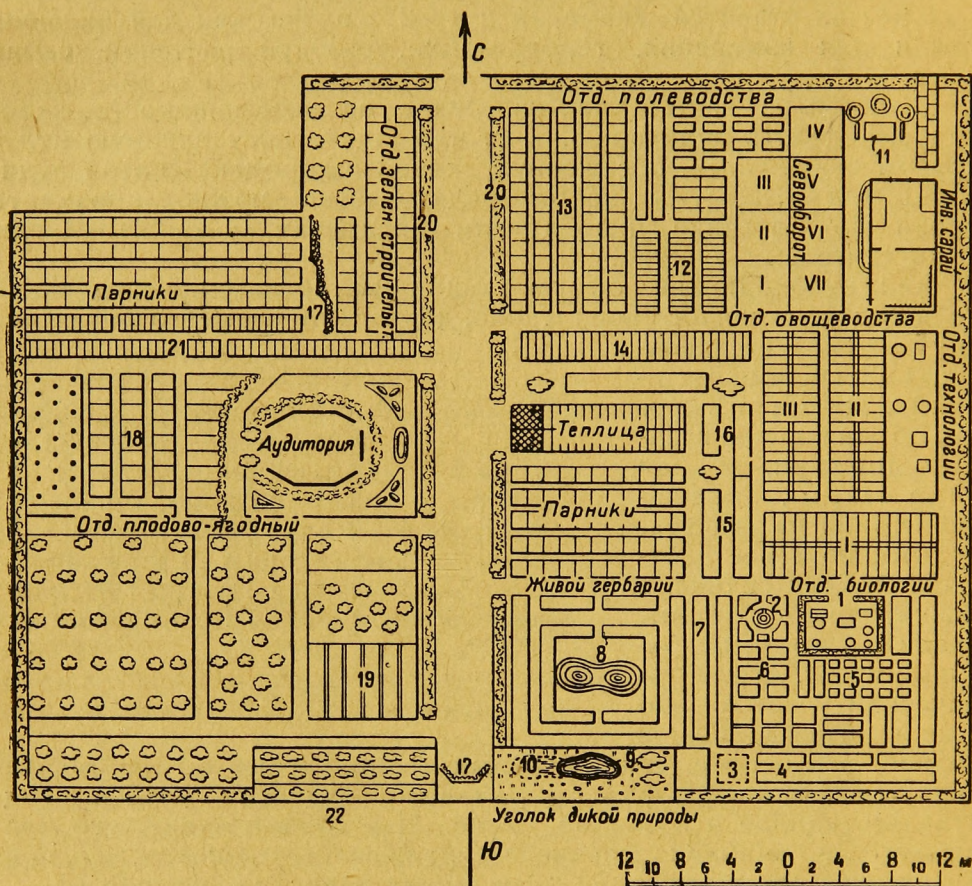 С
Отд. полеводства
Отд. зелен. строительст.
20
20
13
12
IV
III
V
II
VI
I
VII
Севооборот
11
Инв. сарай
Парники
17
21
Отд. овощеводства
14
18
Аудитория
Теплица
16
III
II
Отд. технологии
Парники
15
I
Отд. плодово-ягодный
Живой гербарий
Отд. биологии
19
8
7
2
1
6
5
17
10
9
3
4
22
Уголок дикой природы
Ю
12 10 8 6 4 2 0 2 4 6 8 10 12 м